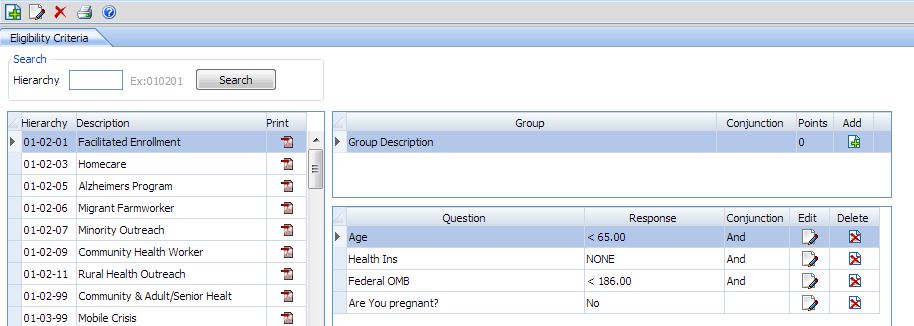 Eligibility Criteria
Search
Hierarchy Ex:010201 Search
Hierarchy Description Print
01-02-01 Facilitated Enrollment
01-02-03 Homecare
01-02-05 Alzheimers Program
01-02-06 Migrant Farmworker
01-02-07 Minority Outreach
01-02-09 Community Health Worker
01-02-11 Rural Health Outreach
01-02-99 Community & Adult/Senior Healt
01-03-99 Mobile Crisis
Group Conjunction Points Add
Group Description 0
Question Response Conjunction Edit Delete
Age < 65.00 And
Health Ins NONE And
Federal OMB < 186.00 And
Are You pregnant? No